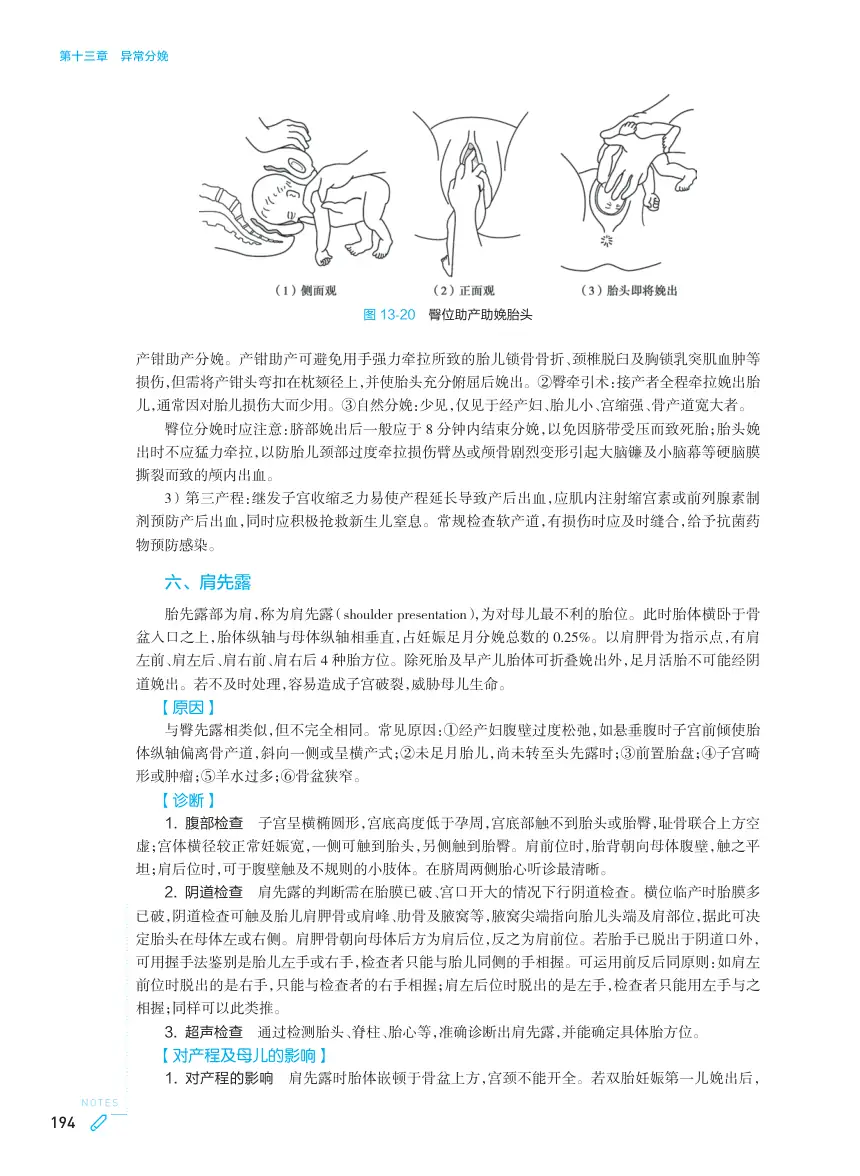 第十三章 异常分娩
（1）侧面观
（2）正面观
（3）胎头即将娩出
图 13-20 臀位助产助娩胎头
产钳助产分娩。产钳助产可避免用手强力牵拉所致的胎儿锁骨骨折、颈椎脱臼及胸锁乳突肌血肿等
损伤，但需将产钳头弯扣在枕颏径上，并使胎头充分俯屈后娩出。②臀牵引术：接产者全程牵拉娩出胎
儿，通常因对胎儿损伤大而少用。③自然分娩：少见，仅见于经产妇、胎儿小、宫缩强、骨产道宽大者。
臀位分娩时应注意：脐部娩出后一般应于 8 分钟内结束分娩，以免因脐带受压而致死胎；胎头娩
出时不应猛力牵拉，以防胎儿颈部过度牵拉损伤臂丛或颅骨剧烈变形引起大脑镰及小脑幕等硬脑膜
撕裂而致的颅内出血。
3）第三产程：继发子宫收缩乏力易使产程延长导致产后出血，应肌内注射缩宫素或前列腺素制
剂预防产后出血，同时应积极抢救新生儿窒息。常规检查软产道，有损伤时应及时缝合，给予抗菌药
物预防感染。
六、肩先露
胎先露部为肩，称为肩先露（shoulder presentation），为对母儿最不利的胎位。此时胎体横卧于骨
盆入口之上，胎体纵轴与母体纵轴相垂直，占妊娠足月分娩总数的 0.25%。以肩胛骨为指示点，有肩
左前、肩左后、肩右前、肩右后 4 种胎方位。除死胎及早产儿胎体可折叠娩出外，足月活胎不可能经阴
道娩出。若不及时处理，容易造成子宫破裂，威胁母儿生命。
【原因】
与臀先露相类似，但不完全相同。常见原因：①经产妇腹壁过度松弛，如悬垂腹时子宫前倾使胎
体纵轴偏离骨产道，斜向一侧或呈横产式；②未足月胎儿，尚未转至头先露时；③前置胎盘；④子宫畸
形或肿瘤；⑤羊水过多；⑥骨盆狭窄。
【诊断】
1. 腹部检查 子宫呈横椭圆形，宫底高度低于孕周，宫底部触不到胎头或胎臀，耻骨联合上方空
虚；宫体横径较正常妊娠宽，一侧可触到胎头，另侧触到胎臀。肩前位时，胎背朝向母体腹壁，触之平
坦；肩后位时，可于腹壁触及不规则的小肢体。在脐周两侧胎心听诊最清晰。
2. 阴道检查 肩先露的判断需在胎膜已破、宫口开大的情况下行阴道检查。横位临产时胎膜多
已破，阴道检查可触及胎儿肩胛骨或肩峰、肋骨及腋窝等，腋窝尖端指向胎儿头端及肩部位，据此可决
定胎头在母体左或右侧。肩胛骨朝向母体后方为肩后位，反之为肩前位。若胎手已脱出于阴道口外，
可用握手法鉴别是胎儿左手或右手，检查者只能与胎儿同侧的手相握。可运用前反后同原则：如肩左
前位时脱出的是右手，只能与检查者的右手相握；肩左后位时脱出的是左手，检查者只能用左手与之
相握；同样可以此类推。
3. 超声检查 通过检测胎头、脊柱、胎心等，准确诊断出肩先露，并能确定具体胎方位。
【对产程及母儿的影响】
1. 对产程的影响 肩先露时胎体嵌顿于骨盆上方，宫颈不能开全。若双胎妊娠第一儿娩出后，
NOTES
194